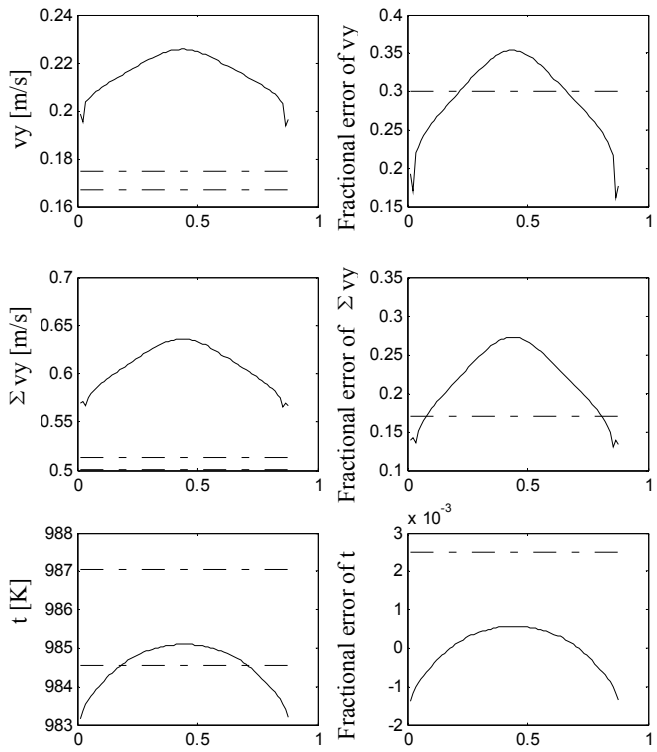 0.24
0.22
0.2
0.18
0.16
vy [m/s]
0 0.5 1
0.4
0.35
0.3
0.25
0.2
0.15
Fractional error of vy
0 0.5 1
0.7
0.65
0.6
0.55
0.5
Σ vy [m/s]
0 0.5 1
0.35
0.3
0.25
0.2
0.15
0.1
Fractional error of Σ vy
0 0.5 1
988
987
986
985
984
983
t [K]
0 0.5 1
x 10⁻³
3
2
1
0
-1
-2
Fractional error of t
0 0.5 1